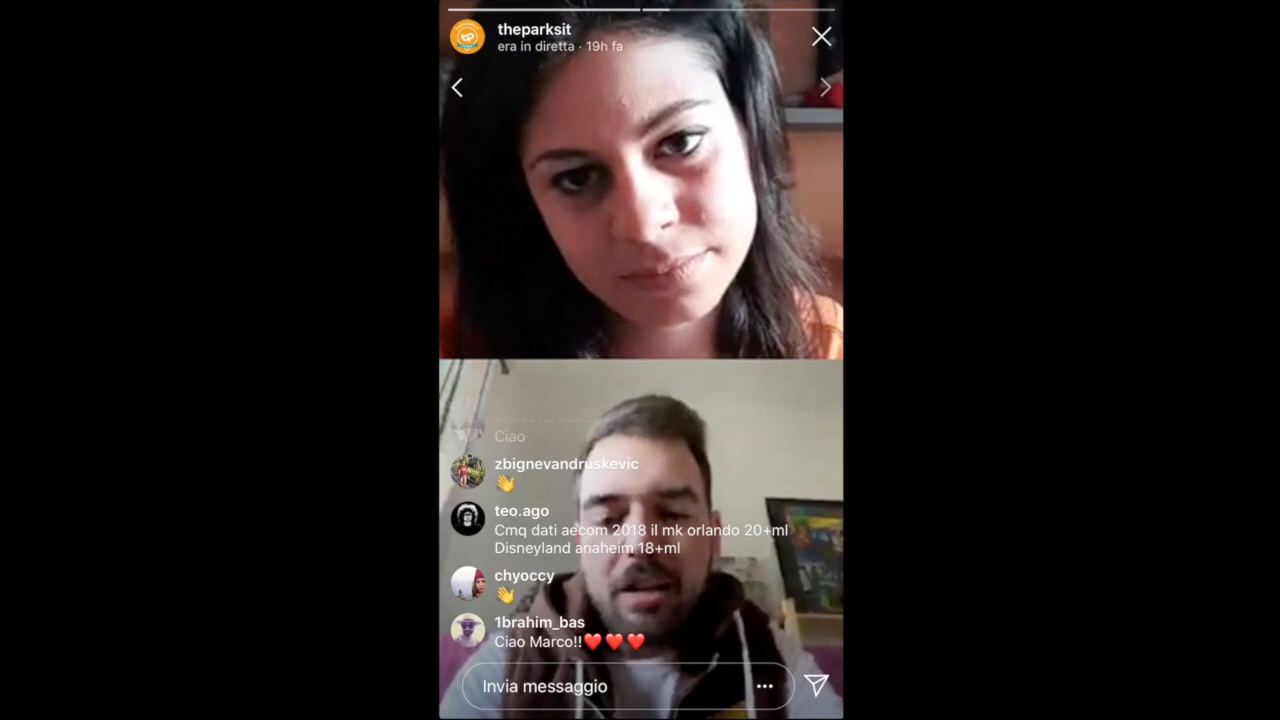 theparksit
era in diretta · 19h fa
Ciao
zbignevandruskevic
👋
teo.ago
Cmq dati aecom 2018 il mk orlando 20+ml
Disneyland anaheim 18+ml
chyoccy
👋
1brahim_bas
Ciao Marco!!❤️❤️❤️
Invia messaggio